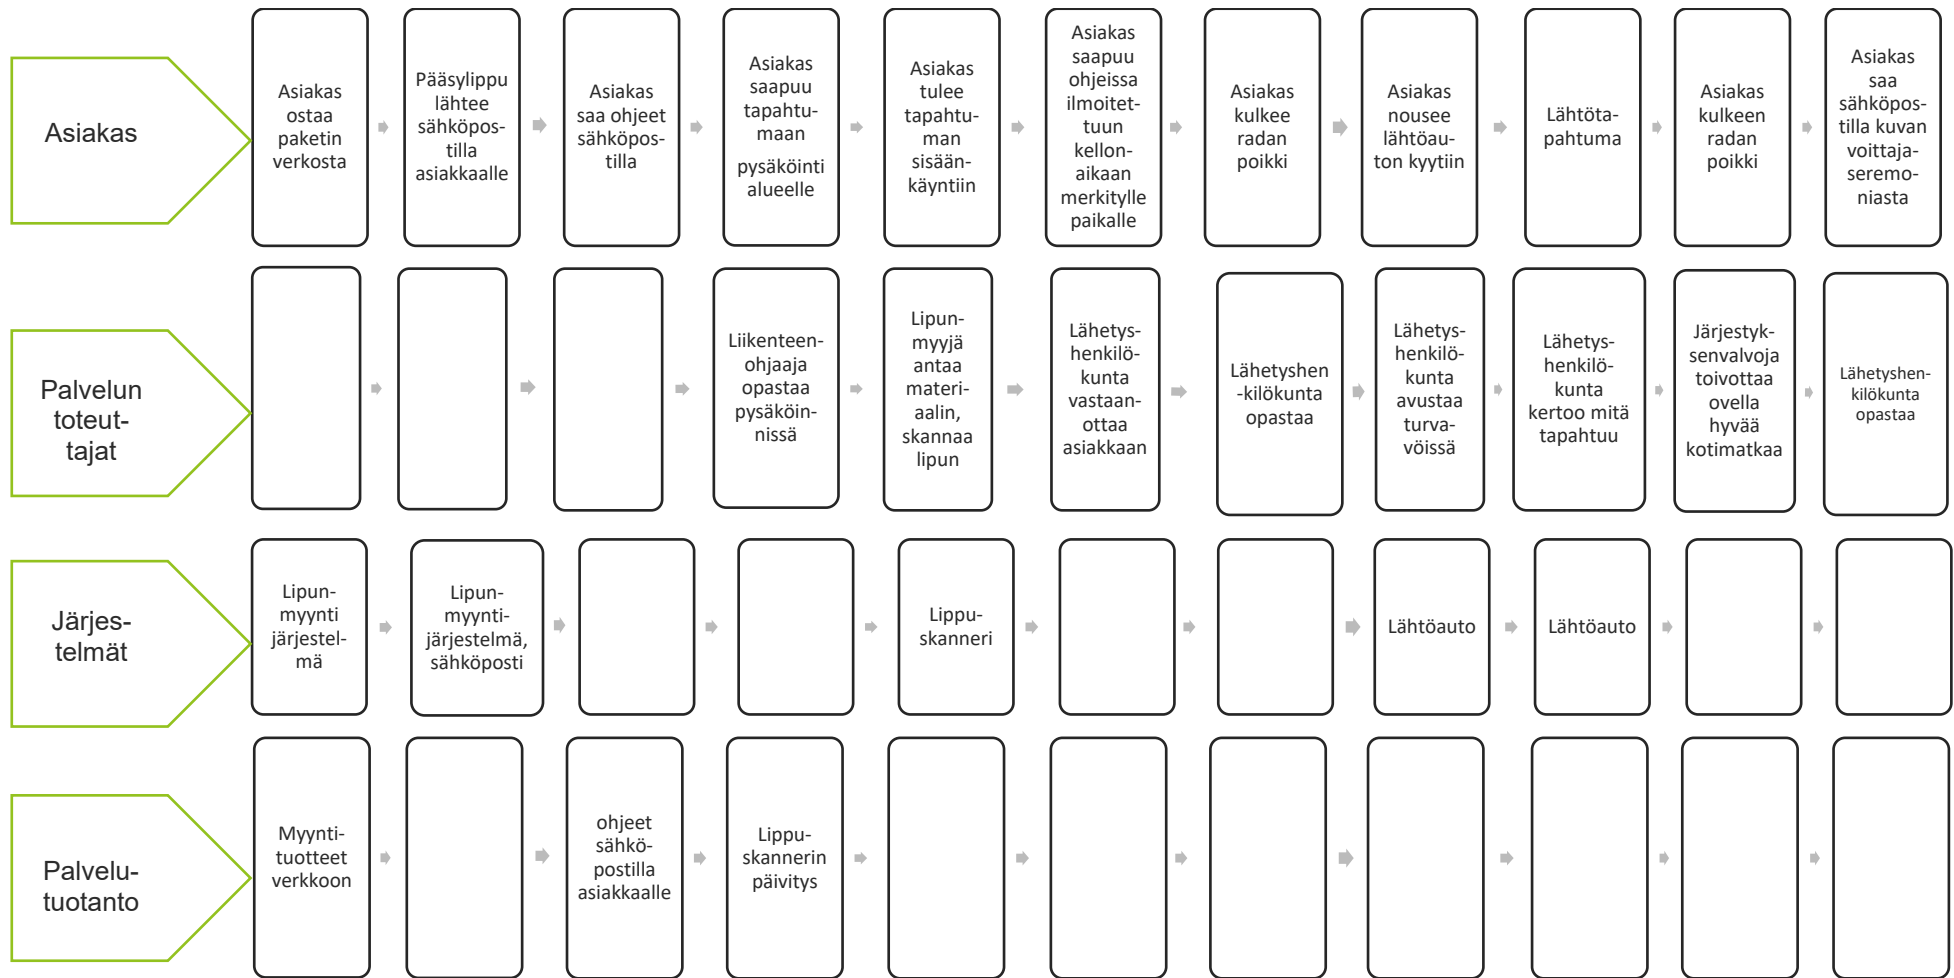 Asiakas
Asiakas
ostaa
paketin
verkosta
Pääsylippu
lähtee
sähköpos-
tilla
asiakkaalle
Asiakas
saa ohjeet
sähköpos-
tilla
Asiakas
saapuu
tapahtu-
maan
pysäköinti
alueelle
Asiakas
tulee
tapahtu-
man
sisään-
käyntiin
Asiakas
saapuu
ohjeissa
ilmoitet-
tuun
kellon-
aikaan
merkitylle
paikalle
Asiakas
kulkee
radan
poikki
Asiakas
nousee
lähtöau-
ton kyytiin
Lähtöta-
pahtuma
Asiakas
kulkeen
radan
poikki
Asiakas
saa
sähköpos-
tilla kuvan
voittaja-
seremo-
niasta
Palvelun
toteut-
tajat
Liikenteen-
ohjaaja
opastaa
pysäköin-
nissä
Lipun-
myyjä
antaa
materi-
aalin,
skannaa
lipun
Lähetys-
henkilö-
kunta
vastaan-
ottaa
asiakkaan
Lähetyshen
-kilökunta
opastaa
Lähetys-
henkilö-
kunta
avustaa
turva-
vöissä
Lähetys-
henkilö-
kunta
kertoo mitä
tapahtuu
Järjestyk-
senvalvoja
toivottaa
ovella
hyvää
kotimatkaa
Lähetyshen-
kilökunta
opastaa
Järjes-
telmät
Lipun-
myynti
järjestel-
mä
Lipun-
myynti-
järjestelmä,
sähköposti
Lippu-
skanneri
Lähtöauto
Lähtöauto
Palvelu-
tuotanto
Myynti-
tuotteet
verkkoon
ohjeet
sähkö-
postilla
asiakkaalle
Lippu-
skannerin
päivitys